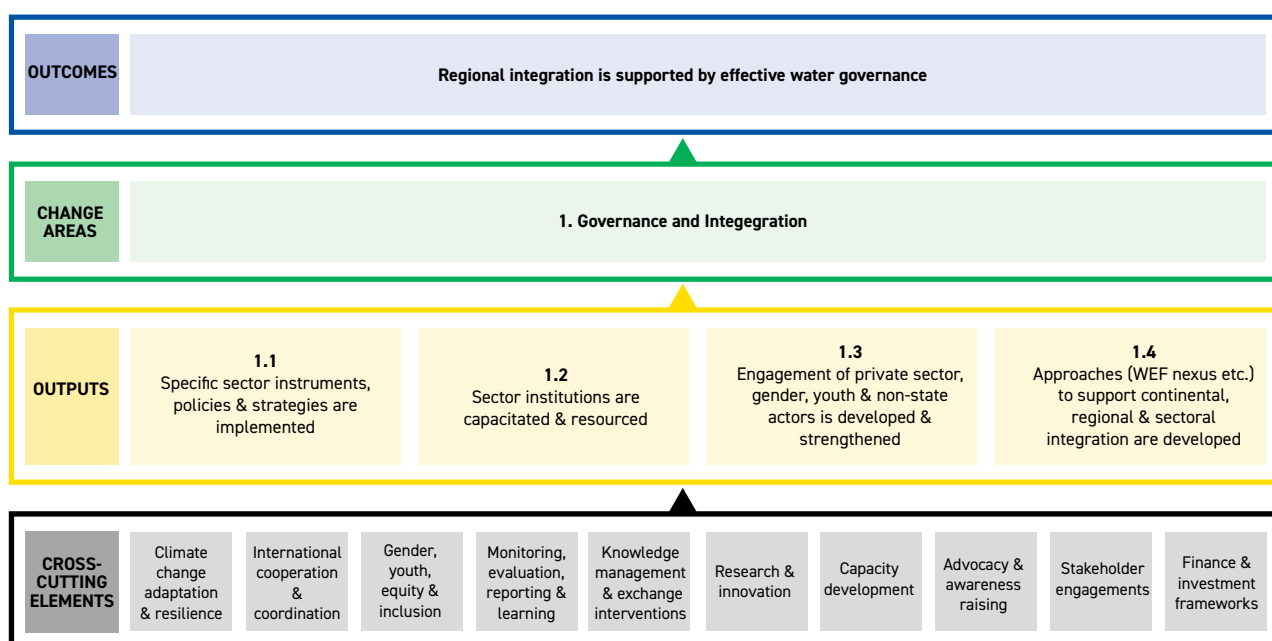 OUTCOMES
Regional integration is supported by effective water governance
CHANGE
AREAS
1. Governance and Integegration
OUTPUTS
1.1
Specific sector instruments,
policies & strategies are
implemented
1.2
Sector institutions are
capacitated & resourced
1.3
Engagement of private sector,
gender, youth & non-state
actors is developed &
strengthened
1.4
Approaches (WEF nexus etc.)
to support continental,
regional & sectoral
integration are developed
CROSS-
CUTTING
ELEMENTS
Climate
change
adaptation
& resilience
International
cooperation
&
coordination
Gender,
youth,
equity &
inclusion
Monitoring,
evaluation,
reporting &
learning
Knowledge
management
& exchange
interventions
Research &
innovation
Capacity
development
Advocacy &
awareness
raising
Stakeholder
engagements
Finance &
investment
frameworks